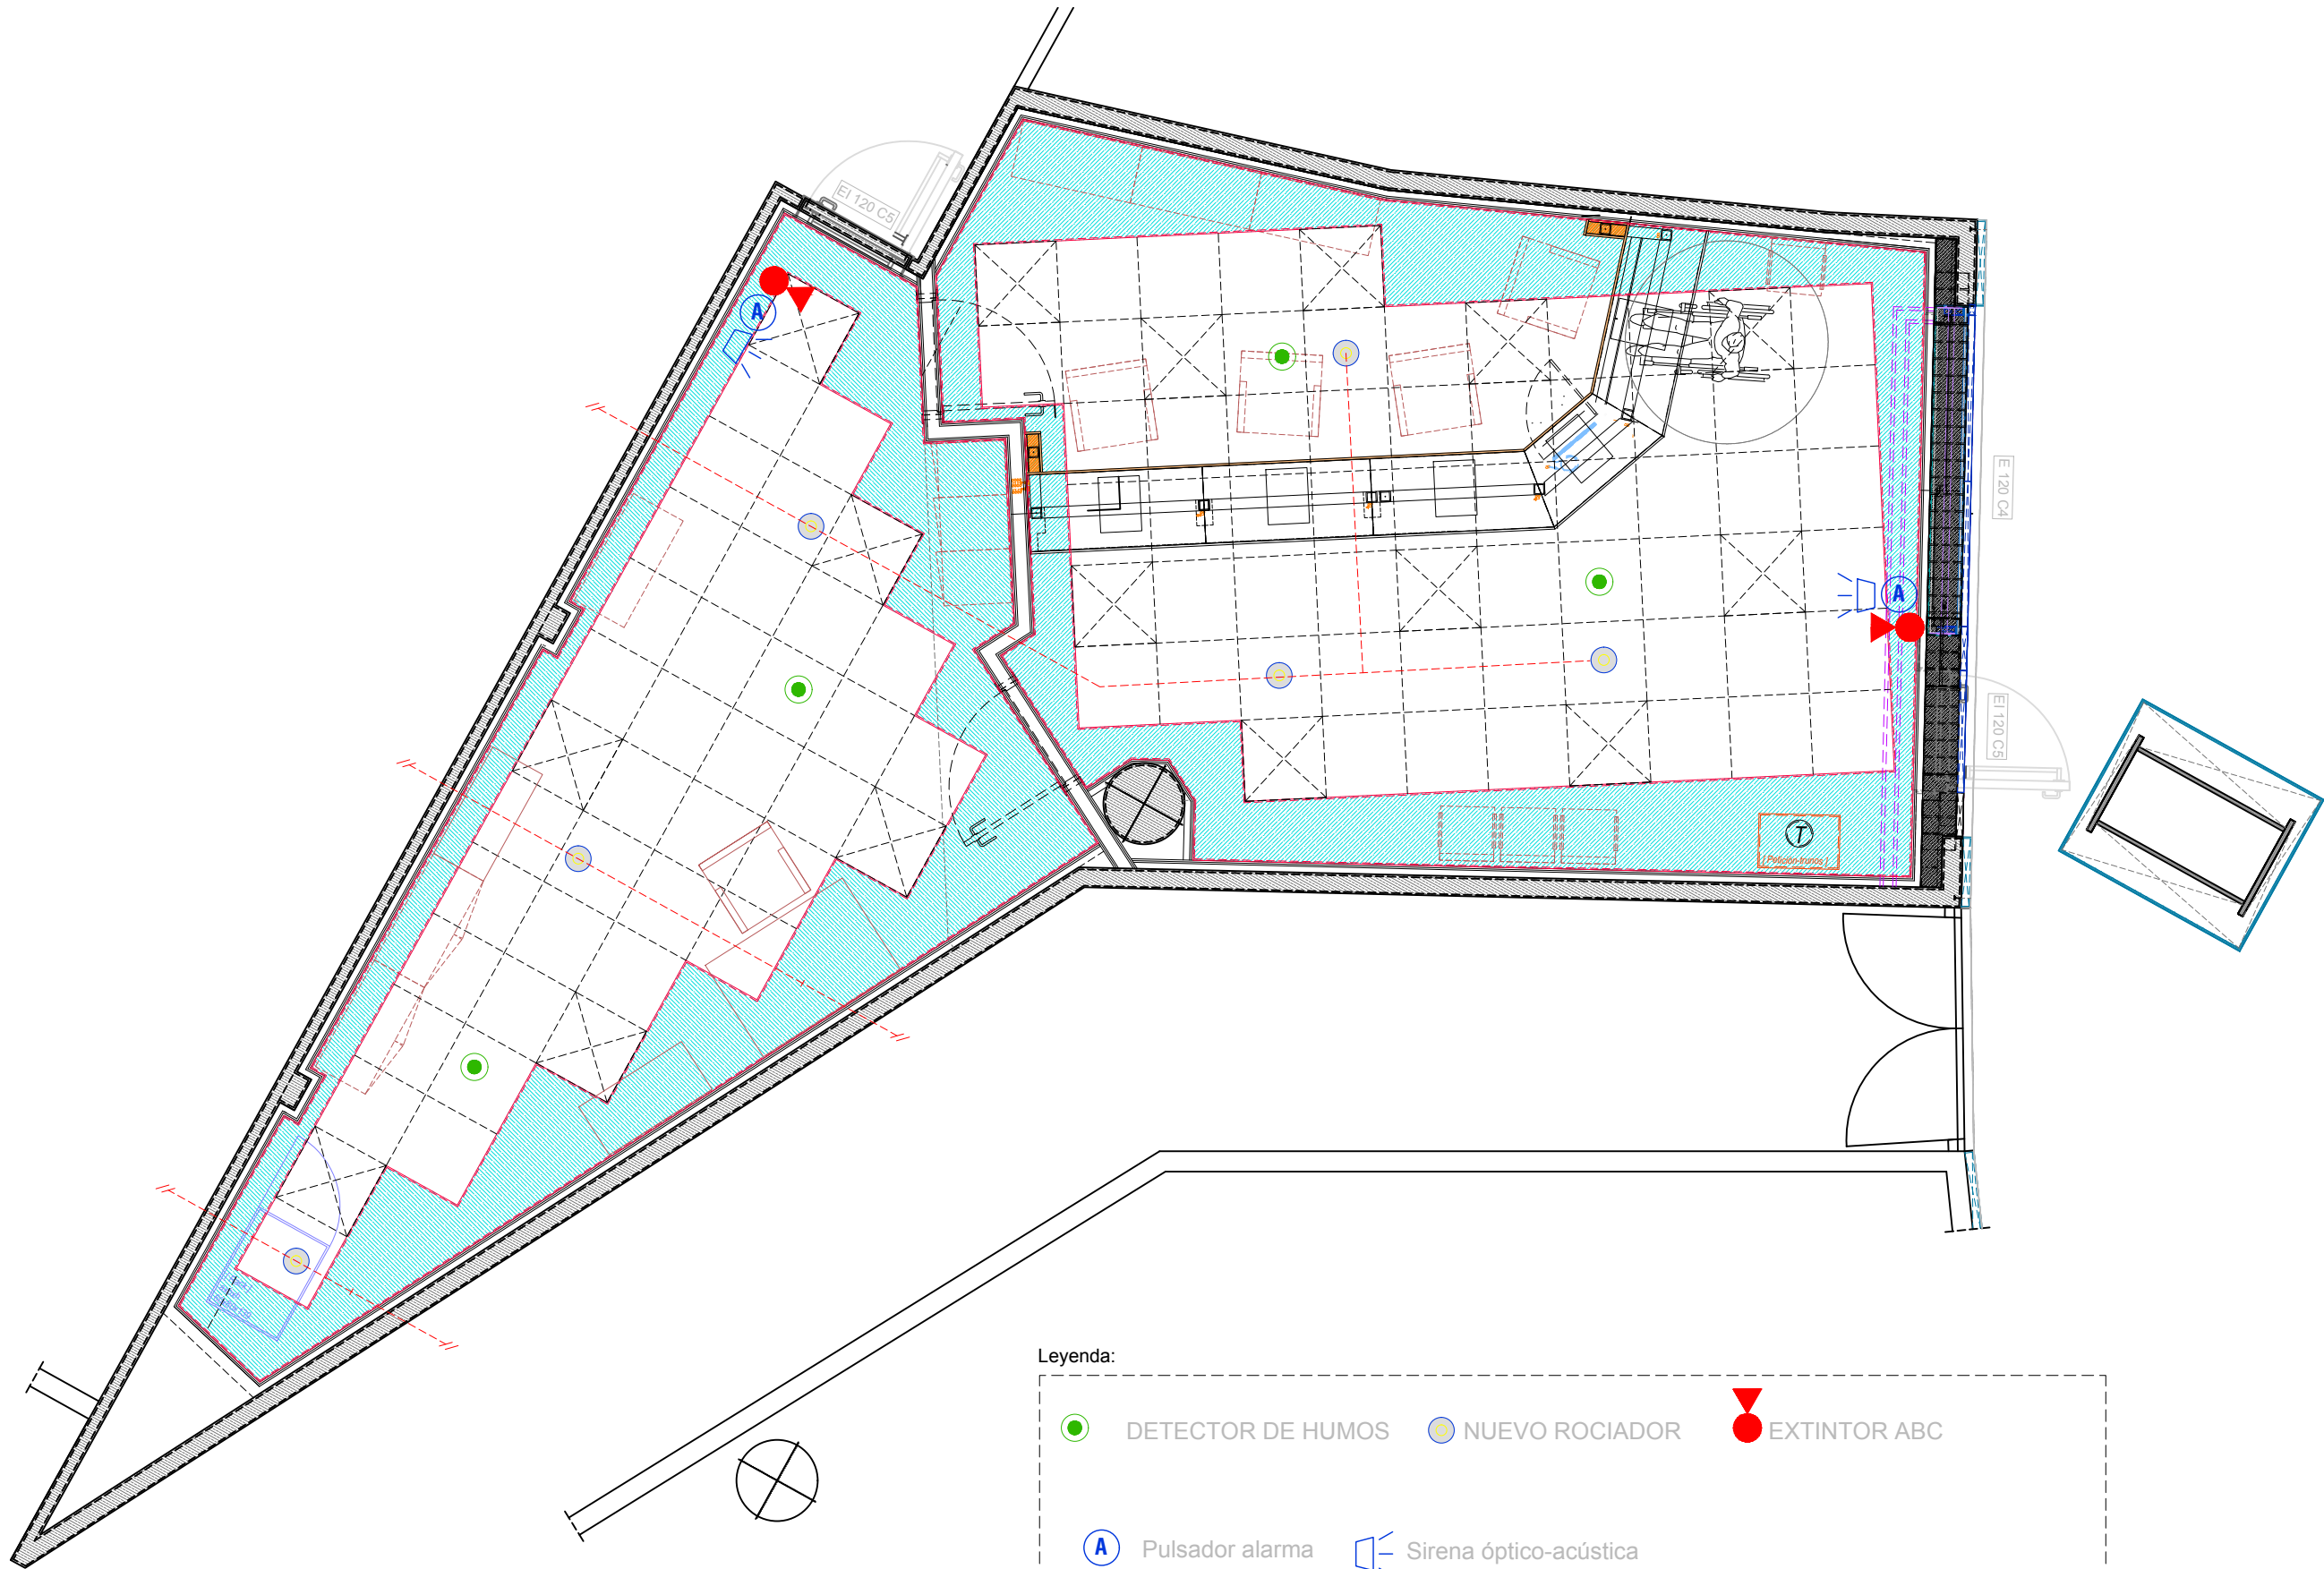 EI 120 C5
A
E 120 C4
A
EI 120 C5
T
Leyenda:
DETECTOR DE HUMOS
NUEVO ROCIADOR
EXTINTOR ABC
A
Pulsador alarma
Sirena óptico-acústica